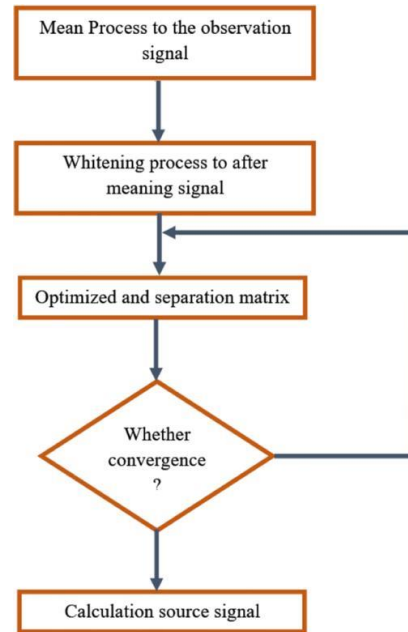 Mean Process to the observation
signal
Whitening process to after
meaning signal
Optimized and separation matrix
Whether
convergence
?
Calculation source signal